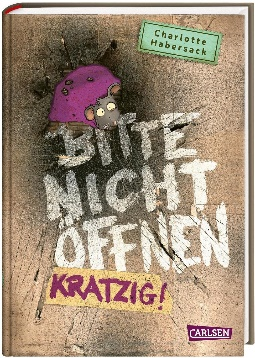 Charlotte
Habersack
BITTE
NICHT
ÖFFNEN
KRATZIG!
CARLSEN